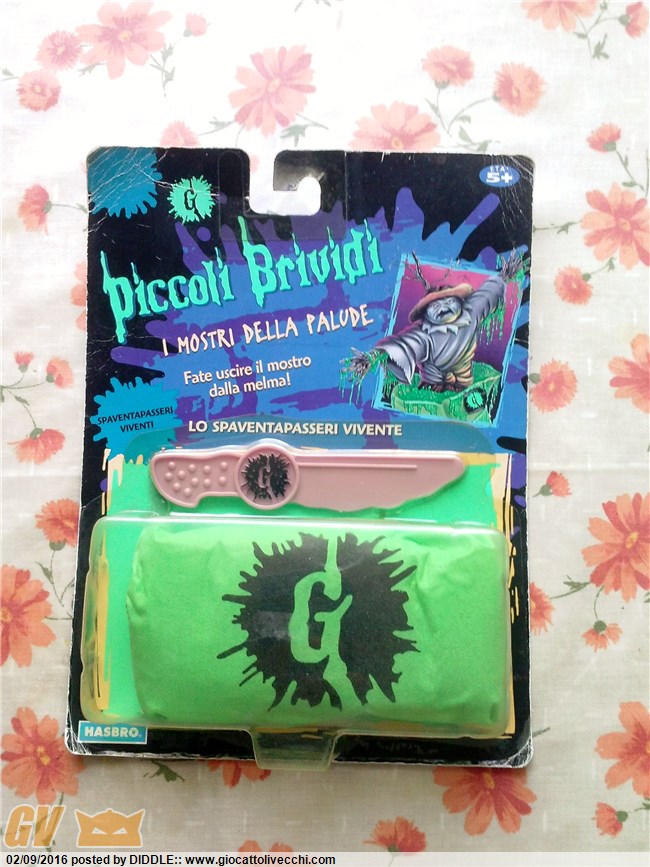 ETA'
5+
G
Piccoli Brividi
I MOSTRI DELLA PALUDE
Fate uscire il mostro
dalla melma!
SPAVENTAPASSERI
VIVENTI
LO SPAVENTAPASSERI VIVENTE
G
G
HASBRO
GV
02/09/2016 posted by DIDDLE:: www.giocattolivecchi.com